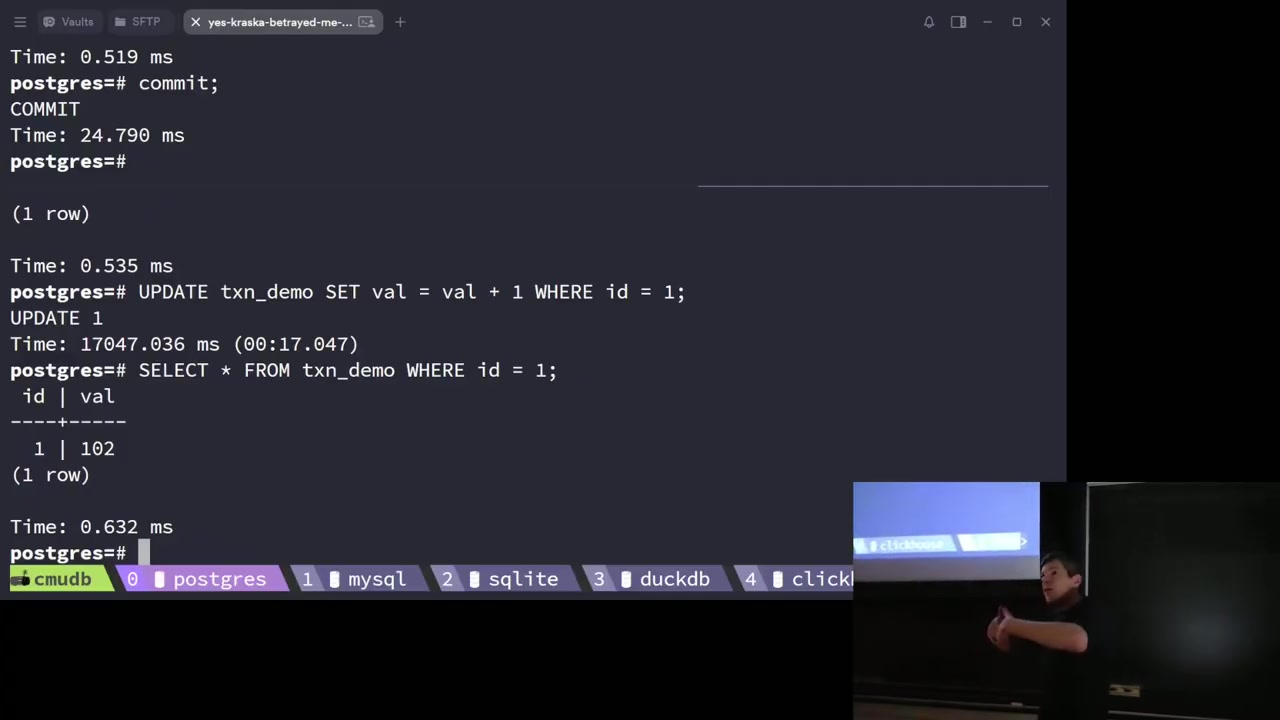 Vaults
SFTP
yes-kraska-betrayed-me-...
Time: 0.519 ms
postgres=# commit;
COMMIT
Time: 24.790 ms
postgres=#
(1 row)
Time: 0.535 ms
postgres=# UPDATE txn_demo SET val = val + 1 WHERE id = 1;
UPDATE 1
Time: 17047.036 ms (00:17.047)
postgres=# SELECT * FROM txn_demo WHERE id = 1;
id | val
----+-----
1 | 102
(1 row)
Time: 0.632 ms
postgres=#
cmudb 0 postgres 1 mysql 2 sqlite 3 duckdb 4 clickh
clickhouse